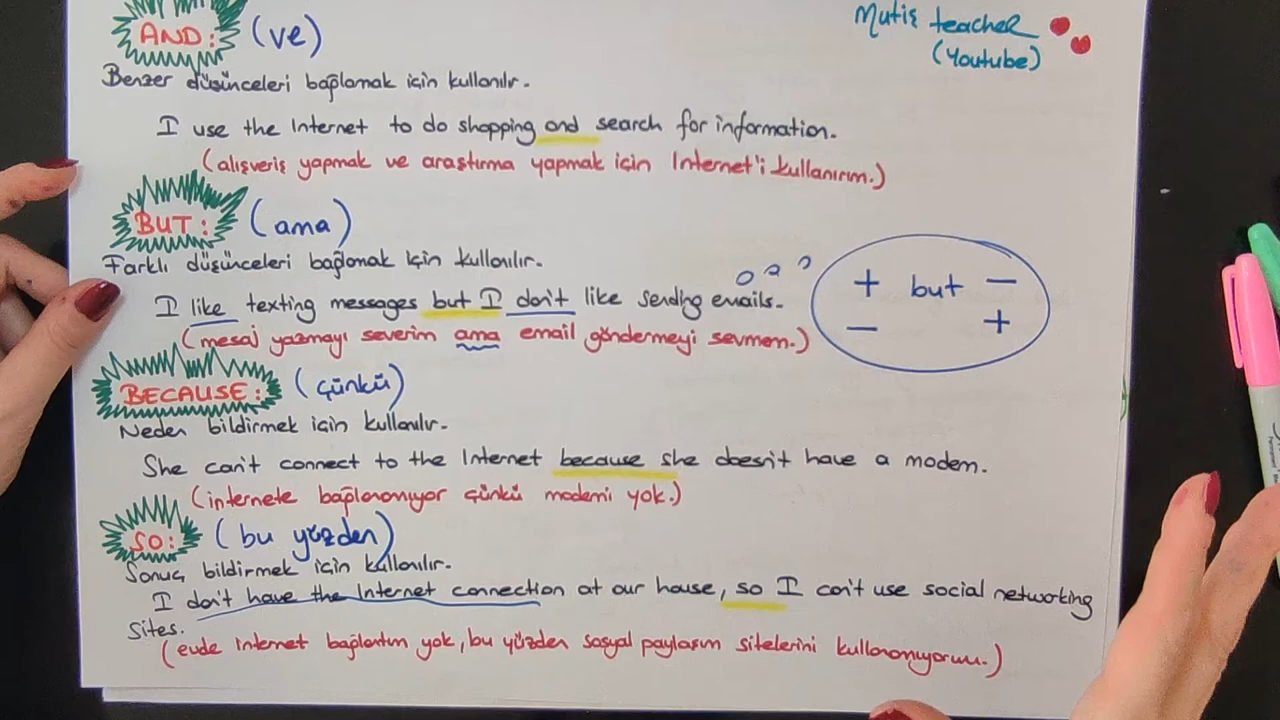 AND: (ve)
Mutiş teacher
(Youtube)
Benzer düşünceleri bağlamak için kullanılır.
I use the Internet to do shopping and search for information.
(alışveriş yapmak ve araştırma yapmak için Internet'i kullanırım.)
BUT: (ama)
Farklı düşünceleri bağlamak için kullanılır.
I like texting messages but I don't like sending emails.
(mesaj yazmayı severim ama email göndermeyi sevmem.)
+ but −
− +
BECAUSE: (çünkü)
Neden bildirmek için kullanılır.
She can't connect to the Internet because she doesn't have a modem.
(internete bağlanamıyor çünkü modemi yok.)
SO: (bu yüzden)
Sonuç bildirmek için kullanılır.
I don't have the Internet connection at our house, so I can't use social networking
sites.
(evde internet bağlantım yok, bu yüzden sosyal paylaşım sitelerini kullanamıyorum.)